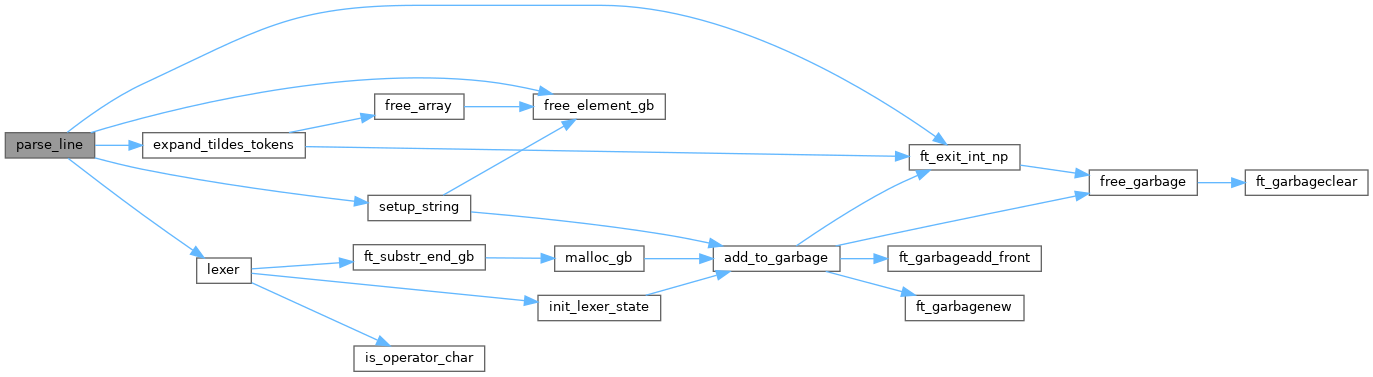 parse_line
expand_tildes_tokens
free_array
free_element_gb
setup_string
lexer
ft_substr_end_gb
malloc_gb
init_lexer_state
is_operator_char
add_to_garbage
ft_exit_int_np
free_garbage
ft_garbageclear
ft_garbageadd_front
ft_garbagenew